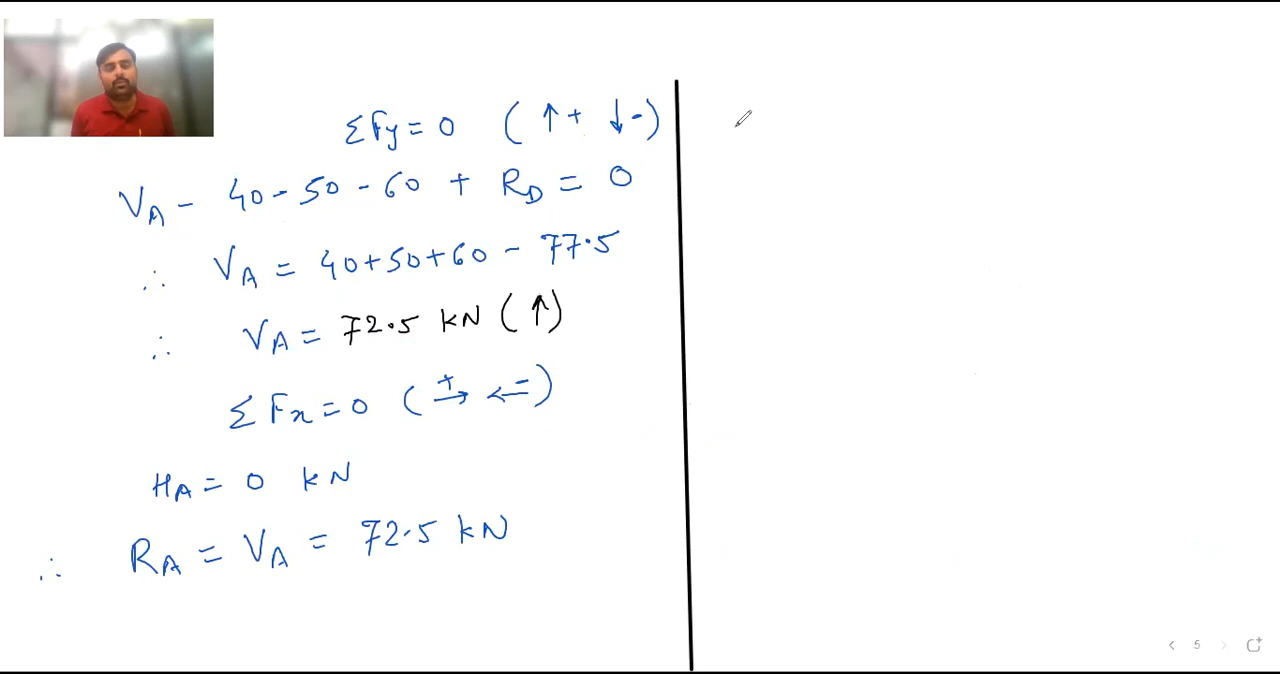 ΣFy = 0 (↑+ ↓-)
VA - 40 - 50 - 60 + RD = 0
∴ VA = 40+50+60 - 77.5
∴ VA = 72.5 kN (↑)
ΣFx = 0 (→+ ←-)
HA = 0 kN
∴ RA = VA = 72.5 kN
< 5 >